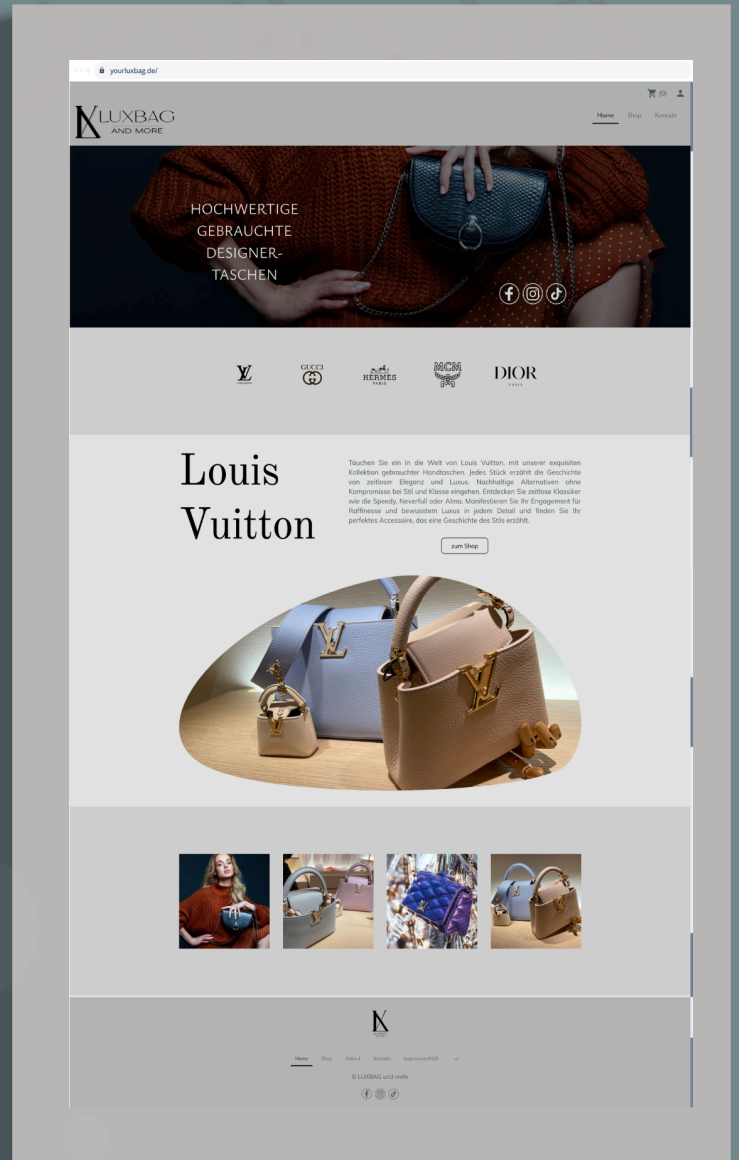 yourluxbag.de/
(0)
LUXBAG
AND MORE
Home Shop Kontakt
HOCHWERTIGE
GEBRAUCHTE
DESIGNER-
TASCHEN
LV
GUCCI
HERMÈS
PARIS
MCM
DIOR
PARIS
Louis
Vuitton
Tauchen Sie ein in die Welt von Louis Vuitton, mit unserer exquisiten
Kollektion gebrauchter Handtaschen. Jedes Stück erzählt die Geschichte
von zeitloser Eleganz und Luxus. Nachhaltige Alternativen ohne
Kompromisse bei Stil und Klasse eingehen. Entdecken Sie zeitlose Klassiker
wie die Speedy, Neverfull oder Alma. Manifestieren Sie Ihr Engagement für
Raffinesse und bewusstem Luxus in jedem Detail und finden Sie Ihr
perfektes Accessoire, das eine Geschichte des Stils erzählt.
zum Shop
LV
LV
Home Shop Ankauf Kontakt
© LUXBAG und mehr